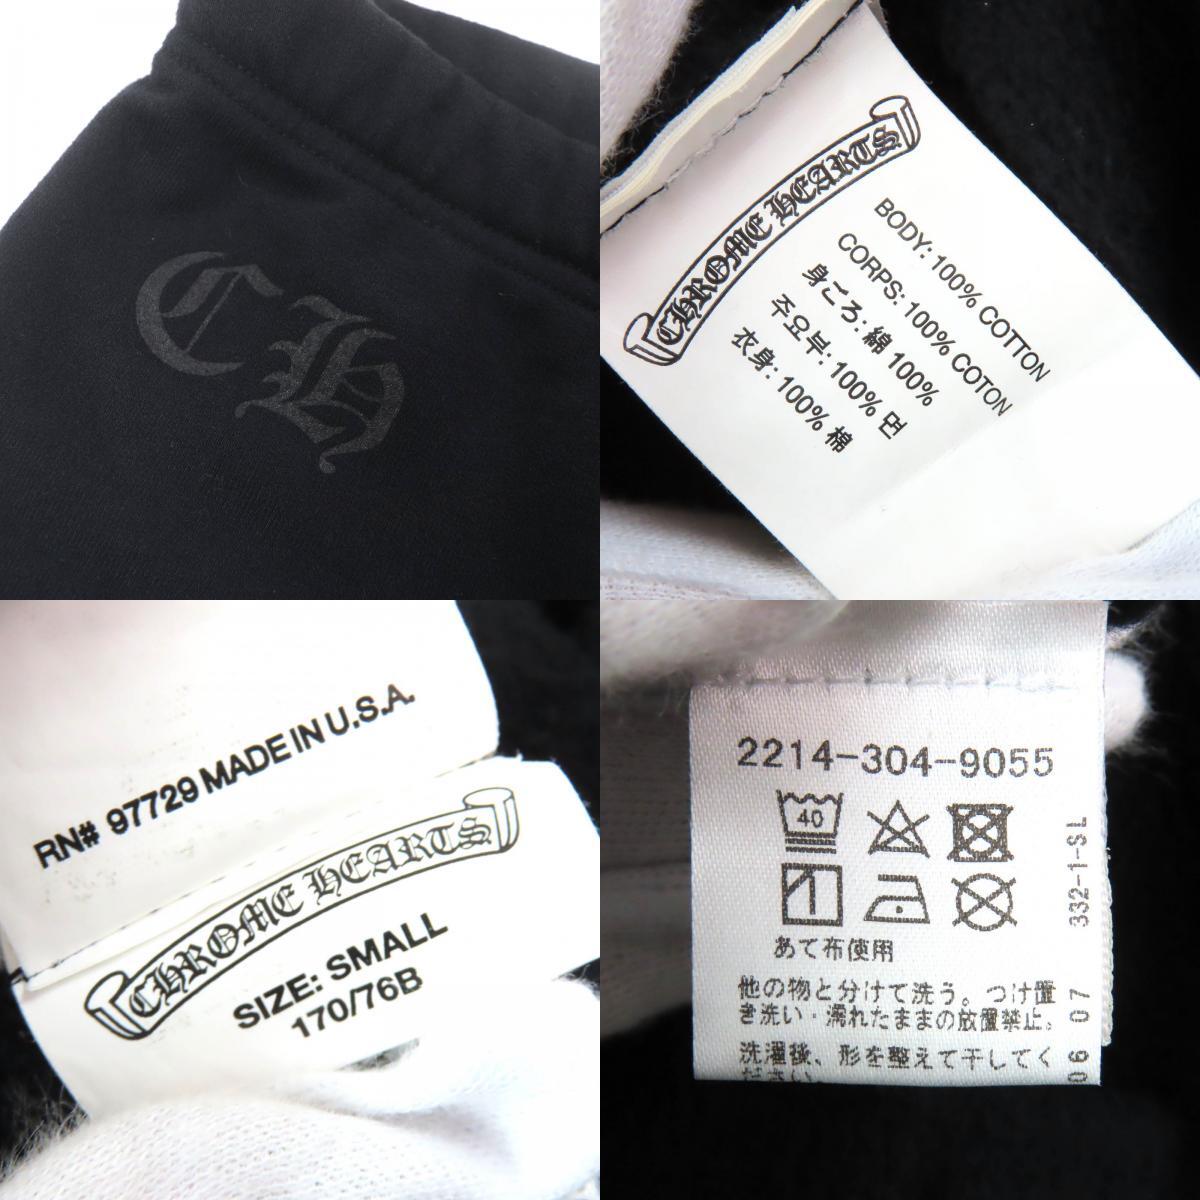 CH
CHROME HEARTS
BODY: 100% COTTON
CORPS: 100% COTON
身ごろ: 綿 100%
주요부: 100% 면
衣身: 100% 棉
RN# 97729 MADE IN U.S.A.
CHROME HEARTS
SIZE: SMALL
170/76B
2214-304-9055
40
あて布使用
他の物と分けて洗う。つけ置
き洗い・濡れたままの放置禁止。
洗濯後、形を整えて干してく
ださい。
332-1-SL
06 07